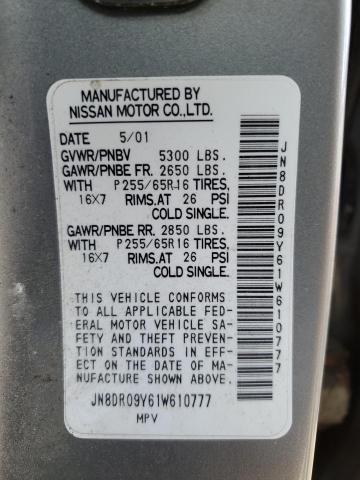 MANUFACTURED BY
NISSAN MOTOR CO.,LTD.
DATE 5/01
GVWR/PNBV 5300 LBS.
GAWR/PNBE FR. 2650 LBS.
WITH P255/65R16 TIRES,
16X7 RIMS,AT 26 PSI
COLD SINGLE.
GAWR/PNBE RR. 2850 LBS.
WITH P255/65R16 TIRES,
16X7 RIMS,AT 26 PSI
COLD SINGLE.
THIS VEHICLE CONFORMS
TO ALL APPLICABLE FED-
ERAL MOTOR VEHICLE SA-
FETY AND THEFT PREVENTION
STANDARDS IN EFF-
ECT ON THE DATE OF MA-
NUFACTURE SHOWN ABOVE.
JN8DR09Y61W610777
MPV
JN8DR09Y61W610777